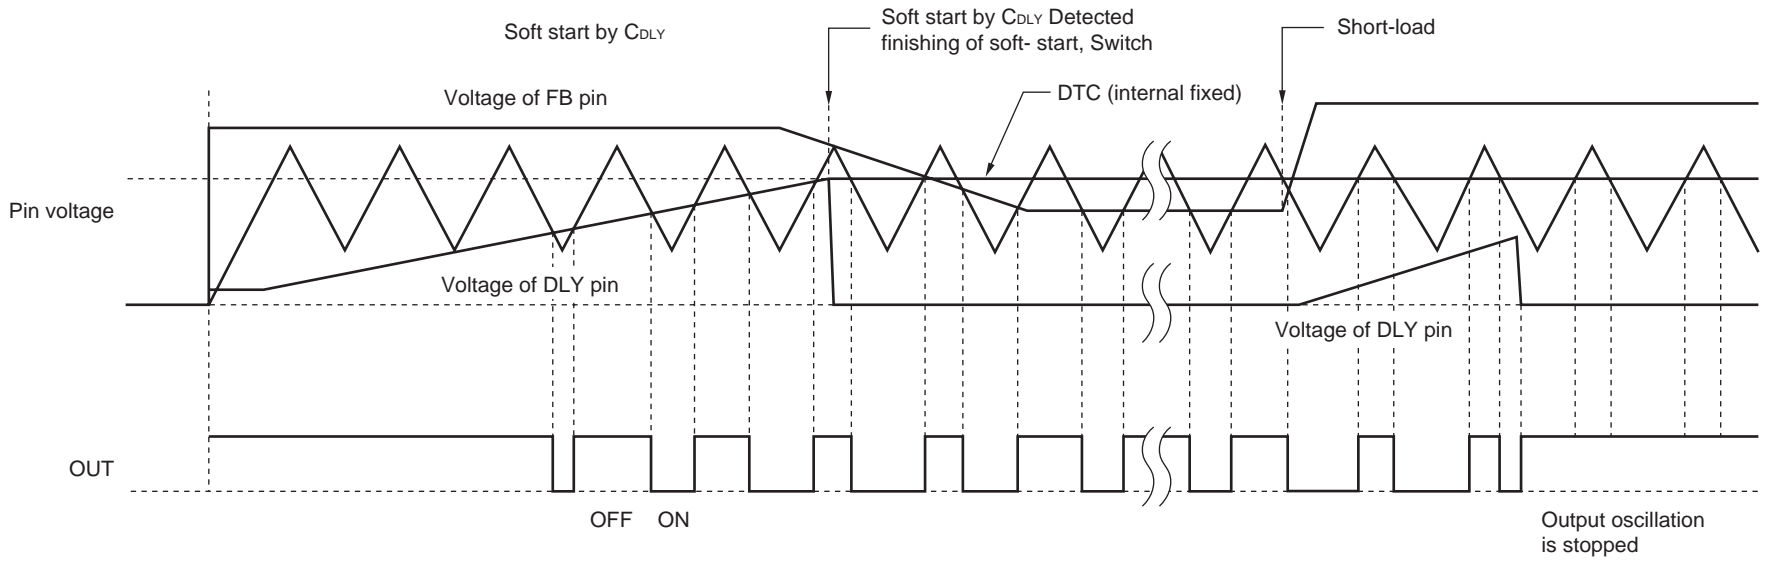 Soft start by CDLY
Soft start by CDLY Detected
finishing of soft- start, Switch
Short-load
Voltage of FB pin
DTC (internal fixed)
Pin voltage
Voltage of DLY pin
Voltage of DLY pin
OUT
OFF
ON
Output oscillation
is stopped